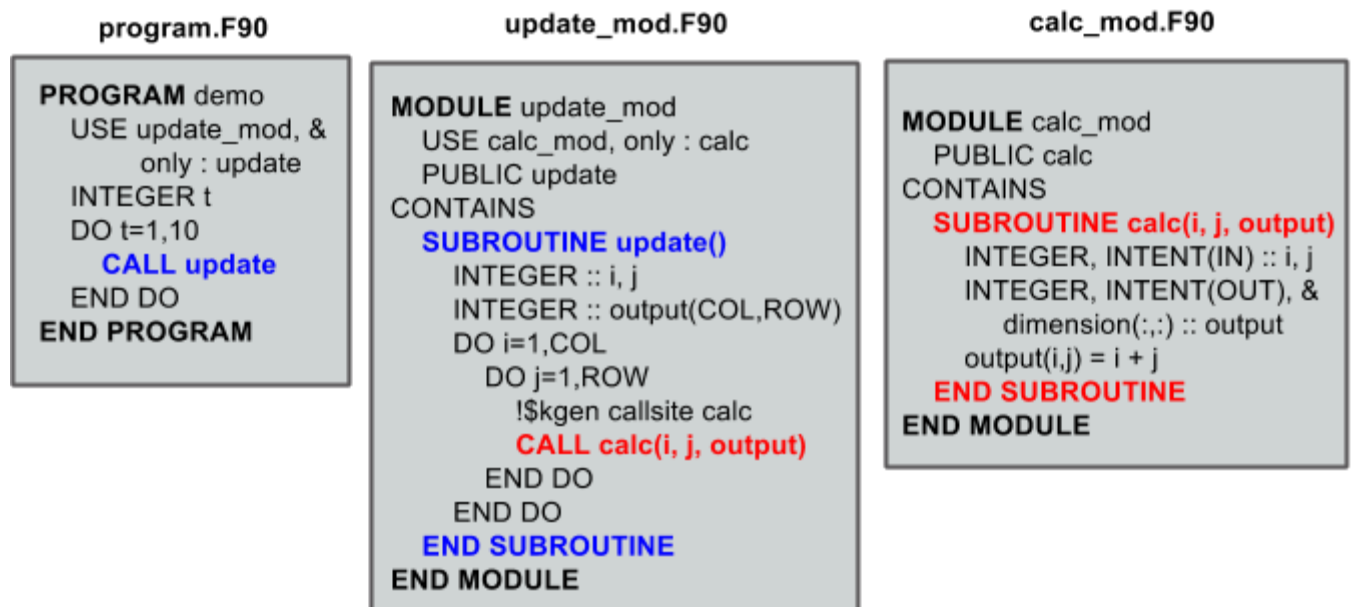 program.F90
PROGRAM demo
USE update_mod, &
only : update
INTEGER t
DO t=1,10
CALL update
END DO
END PROGRAM
update_mod.F90
MODULE update_mod
USE calc_mod, only : calc
PUBLIC update
CONTAINS
SUBROUTINE update()
INTEGER :: i, j
INTEGER :: output(COL,ROW)
DO i=1,COL
DO j=1,ROW
!$kgen callsite calc
CALL calc(i, j, output)
END DO
END DO
END SUBROUTINE
END MODULE
calc_mod.F90
MODULE calc_mod
PUBLIC calc
CONTAINS
SUBROUTINE calc(i, j, output)
INTEGER, INTENT(IN) :: i, j
INTEGER, INTENT(OUT), &
dimension(:,:) :: output
output(i,j) = i + j
END SUBROUTINE
END MODULE